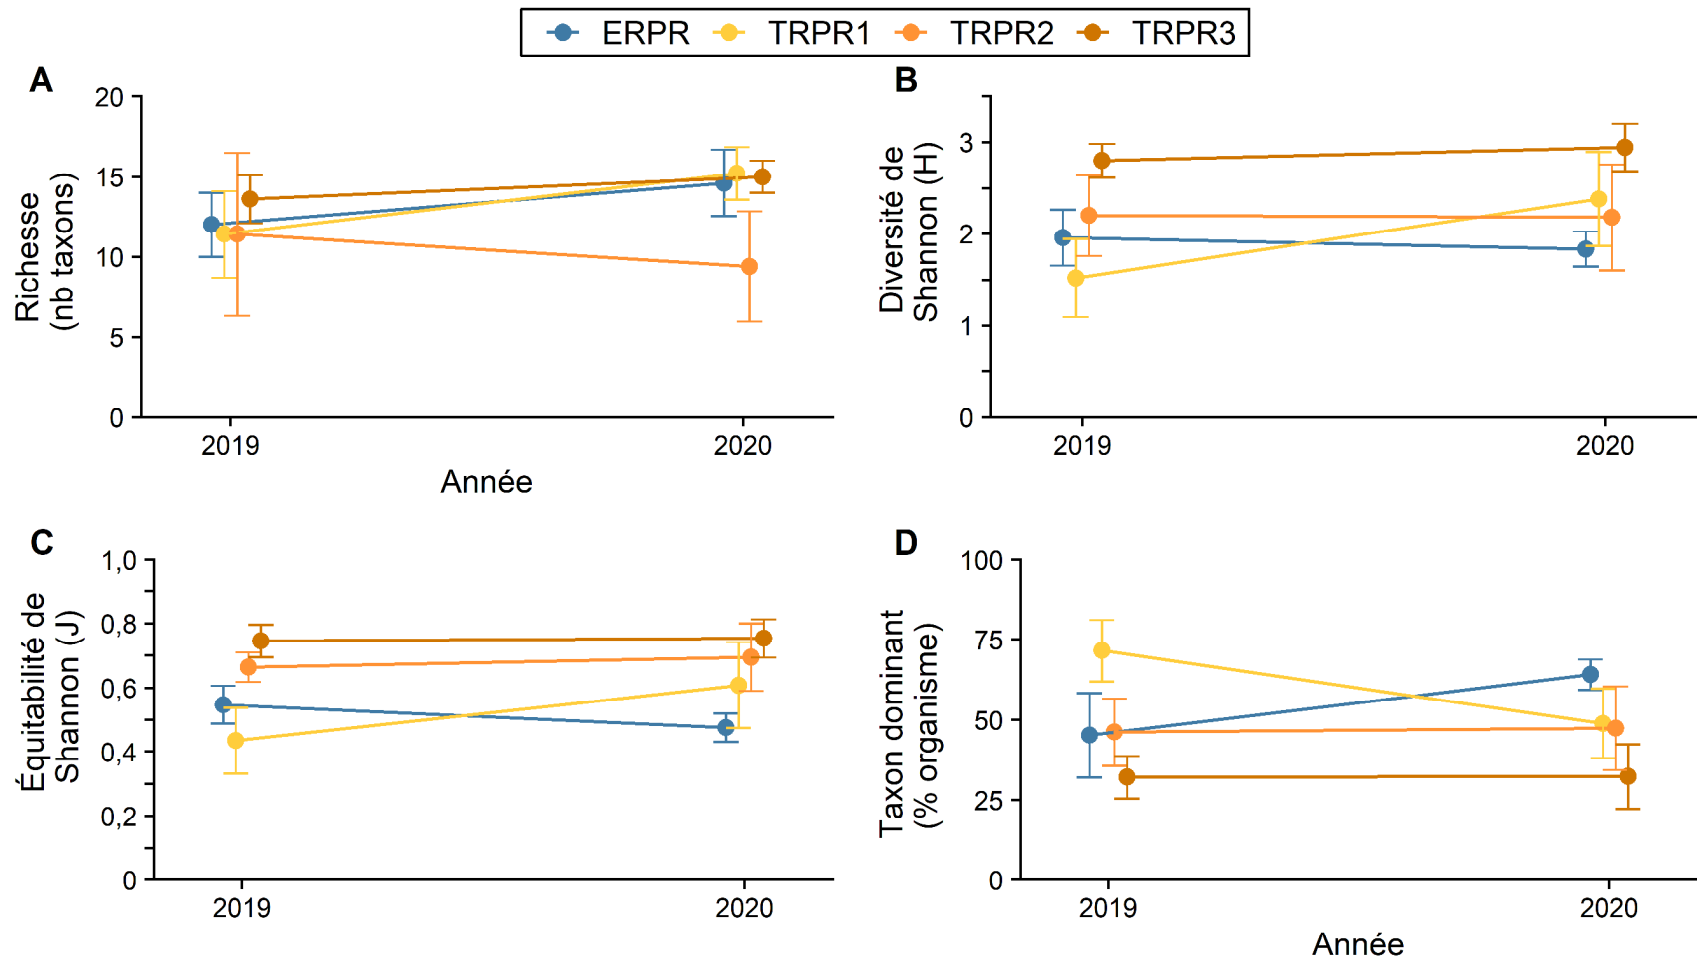 ERPR TRPR1 TRPR2 TRPR3
A
20
15
10
5
0
Richesse
(nb taxons)
2019 2020
Année
B
3
2
1
0
Diversité de
Shannon (H)
2019 2020
C
1,0
0,8
0,6
0,4
0,2
0
Équitabilité de
Shannon (J)
2019 2020
D
100
75
50
25
0
Taxon dominant
(% organisme)
2019 2020
Année